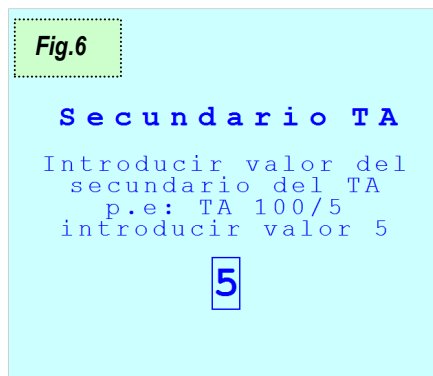 Fig.6
Secundario TA
Introducir valor del
secundario del TA
p.e: TA 100/5
introducir valor 5
5